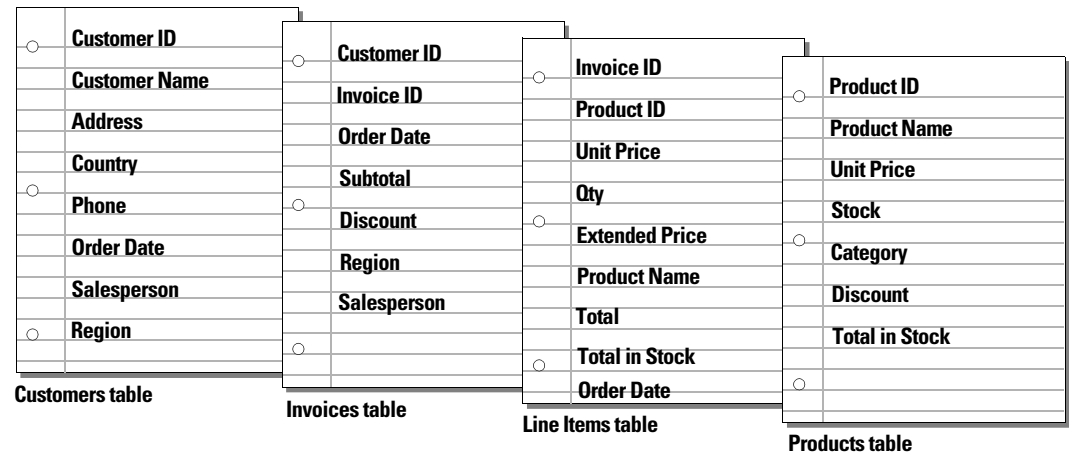 Customer ID
Customer Name
Address
Country
Phone
Order Date
Salesperson
Region
Customers table
Customer ID
Invoice ID
Order Date
Subtotal
Discount
Region
Salesperson
Invoices table
Invoice ID
Product ID
Unit Price
Qty
Extended Price
Product Name
Total
Total in Stock
Order Date
Line Items table
Product ID
Product Name
Unit Price
Stock
Category
Discount
Total in Stock
Products table